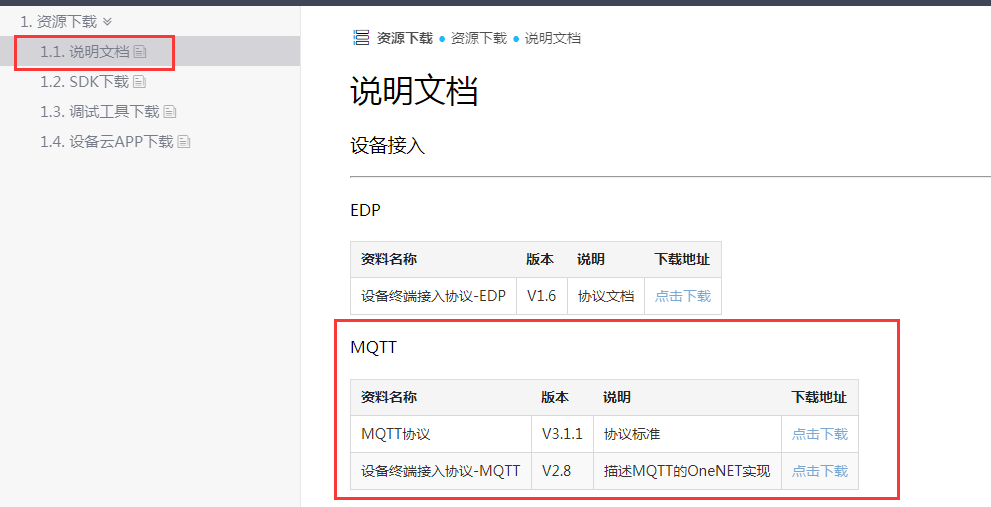 1. 资源下载
1.1. 说明文档
1.2. SDK下载
1.3. 调试工具下载
1.4. 设备云APP下载
资源下载 ● 资源下载 ● 说明文档
说明文档
设备接入
EDP
资料名称 版本 说明 下载地址
设备终端接入协议-EDP V1.6 协议文档 点击下载
MQTT
资料名称 版本 说明 下载地址
MQTT协议 V3.1.1 协议标准 点击下载
设备终端接入协议-MQTT V2.8 描述MQTT的OneNET实现 点击下载